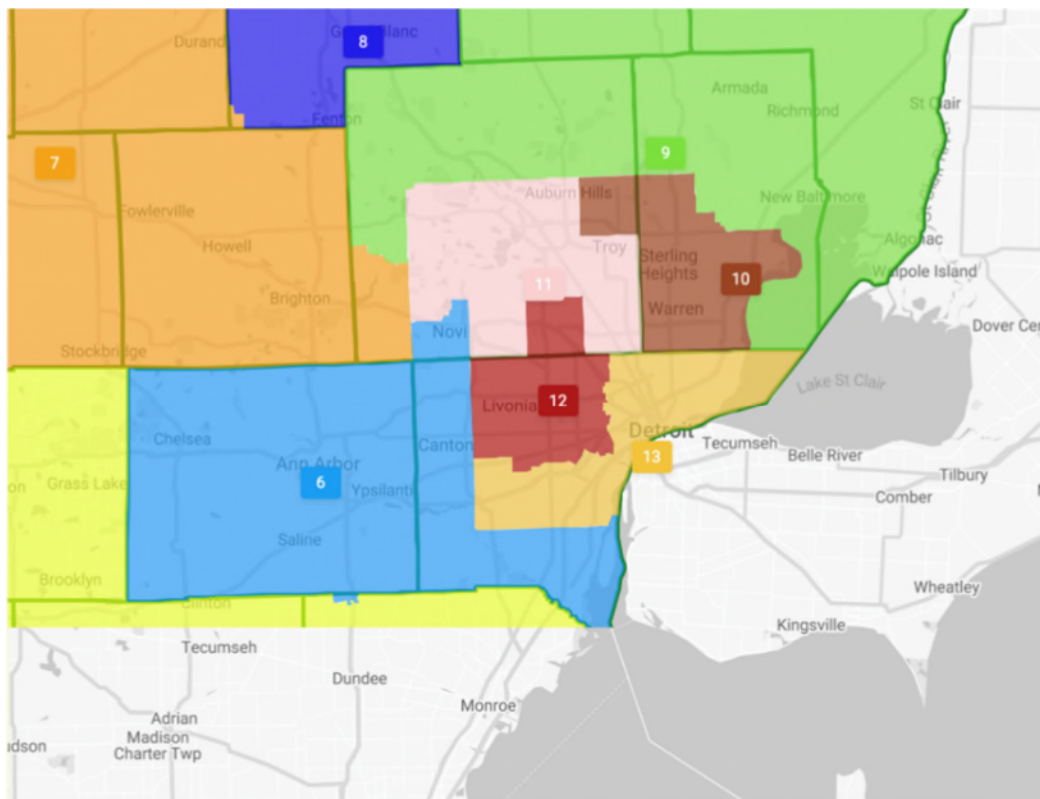 Durand
8
Fenton
Armada
Richmond
St Clair
7
9
Fowlerville
Auburn Hills
New Baltimore
Howell
Troy
Algonac
Sterling
Heights
10
Walpole Island
11
Brighton
Warren
Novi
Dover Cen
Stockbridge
Lake St Clair
Livonia
12
Chelsea
Canton
Detroit
Tecumseh
Belle River
13
Ann Arbor
6
Grass Lake
Ypsilanti
Tilbury
Comber
Saline
Brooklyn
Wheatley
Clinton
Kingsville
Tecumseh
Dundee
Monroe
Adrian
Madison
Charter Twp